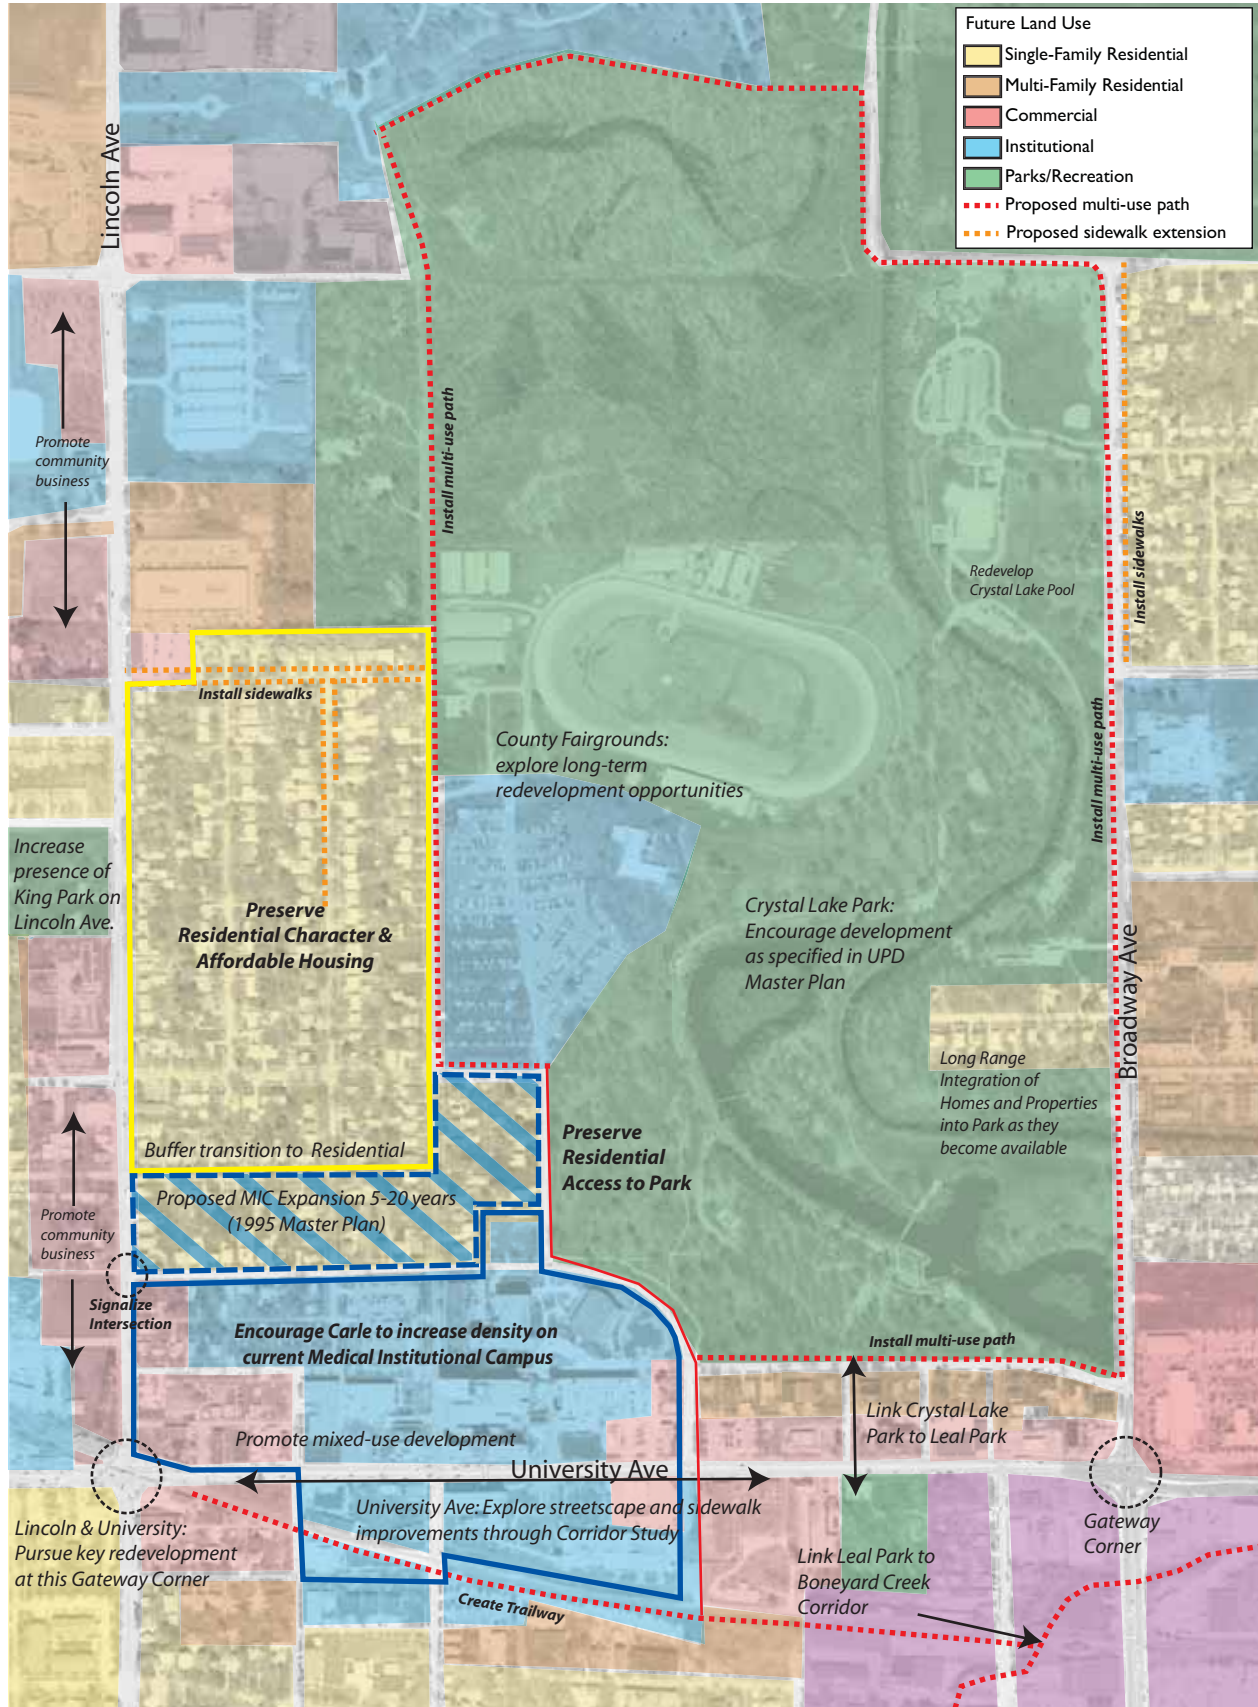 Future Land Use
Single-Family Residential
Multi-Family Residential
Commercial
Institutional
Parks/Recreation
Proposed multi-use path
Proposed sidewalk extension
Lincoln Ave
Promote
community
business
Install multi-use path
Install sidewalks
Redevelop
Crystal Lake Pool
Install sidewalks
Install multi-use path
County Fairgrounds:
explore long-term
redevelopment opportunities
Increase
presence of
King Park on
Lincoln Ave.
Preserve
Residential Character &
Affordable Housing
Crystal Lake Park:
Encourage development
as specified in UPD
Master Plan
Broadway Ave
Long Range
Integration of
Homes and Properties
into Park as they
become available
Buffer transition to Residential
Preserve
Residential
Access to Park
Proposed MIC Expansion 5-20 years
(1995 Master Plan)
Promote
community
business
Signalize
Intersection
Encourage Carle to increase density on
current Medical Institutional Campus
Install multi-use path
Link Crystal Lake
Park to Leal Park
Promote mixed-use development
University Ave
University Ave: Explore streetscape and sidewalk
improvements through Corridor Study
Lincoln & University:
Pursue key redevelopment
at this Gateway Corner
Gateway
Corner
Link Leal Park to
Boneyard Creek
Corridor
Create Trailway